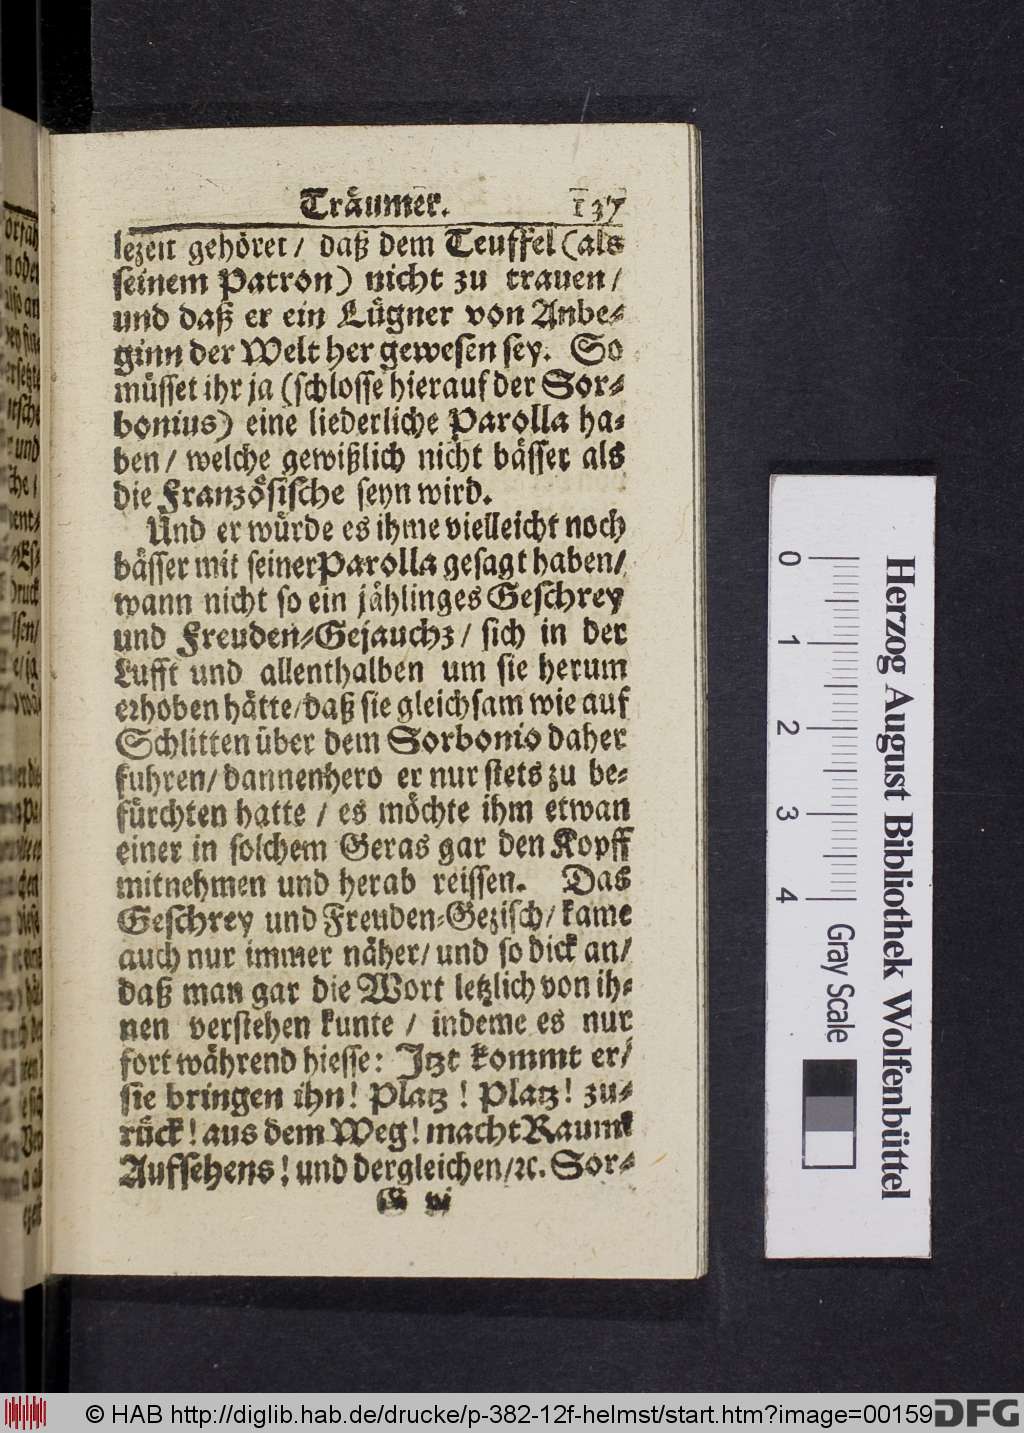 Träumer. 137
lezeit gehöret / daß dem Teuffel (als
seinem Patron) nicht zu trauen /
und daß er ein Lügner von Anbe-
ginn der Welt her gewesen sey. So
müsset ihr ja (schlosse hierauf der Sor-
bonius) eine liederliche Parolla ha-
ben / welche gewißlich nicht bässer als
die Französische seyn wird.
Und er würde es ihme vielleicht noch
bässer mit seiner Parolla gesagt haben /
wann nicht so ein jählinges Geschrey
und Freuden-Gejauchz / sich in der
Lufft und allenthalben um sie herum
erhoben hätte / daß sie gleichsam wie auf
Schlitten über dem Sorbonio daher
fuhren / dannenhero er nur stets zu be-
fürchten hatte / es möchte ihm etwan
einer in solchem Geras gar den Kopff
mitnehmen und herab reissen. Das
Geschrey und Freuden-Gezisch / kame
auch nur immer näher / und so dick an /
daß man gar die Wort letzlich von ih-
nen verstehen kunte / indeme es nur
fort während hiesse: Jtzt kommt er /
sie bringen ihn! Platz! Platz! zu-
rück! aus dem Weg! macht Raum!
Aufsehens! und dergleichen / ꝛc. Sor-
G vj
0 1 2 3 4
Gray Scale
Herzog August Bibliothek Wolfenbüttel
© HAB http://diglib.hab.de/drucke/p-382-12f-helmst/start.htm?image=00159
DFG